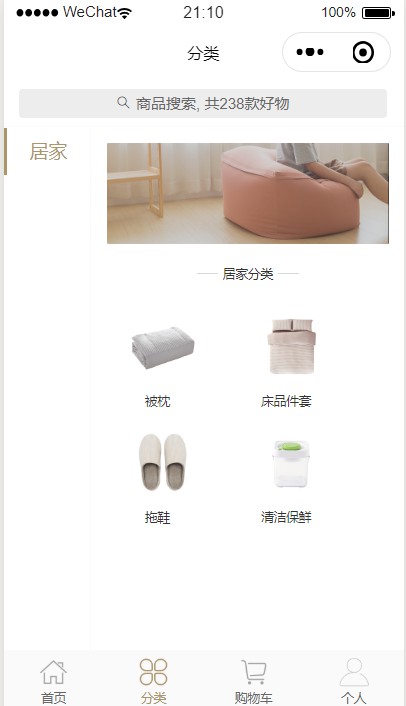 WeChat 21:10 100%
分类
商品搜索, 共238款好物
居家
居家分类
被枕 床品件套
拖鞋 清洁保鲜
首页 分类 购物车 个人